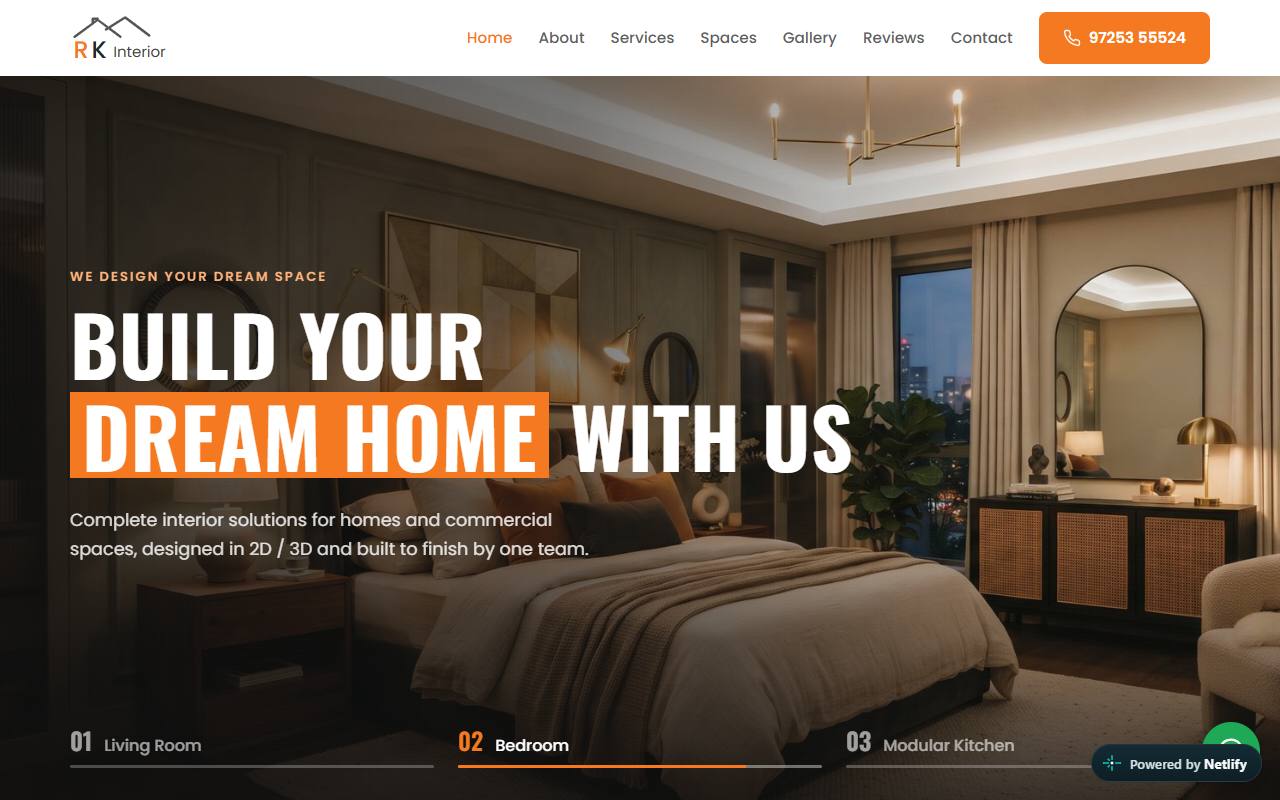 RK Interior
Home About Services Spaces Gallery Reviews Contact 97253 55524
WE DESIGN YOUR DREAM SPACE
BUILD YOUR
DREAM HOME WITH US
Complete interior solutions for homes and commercial
spaces, designed in 2D / 3D and built to finish by one team.
01 Living Room 02 Bedroom 03 Modular Kitchen
Powered by Netlify